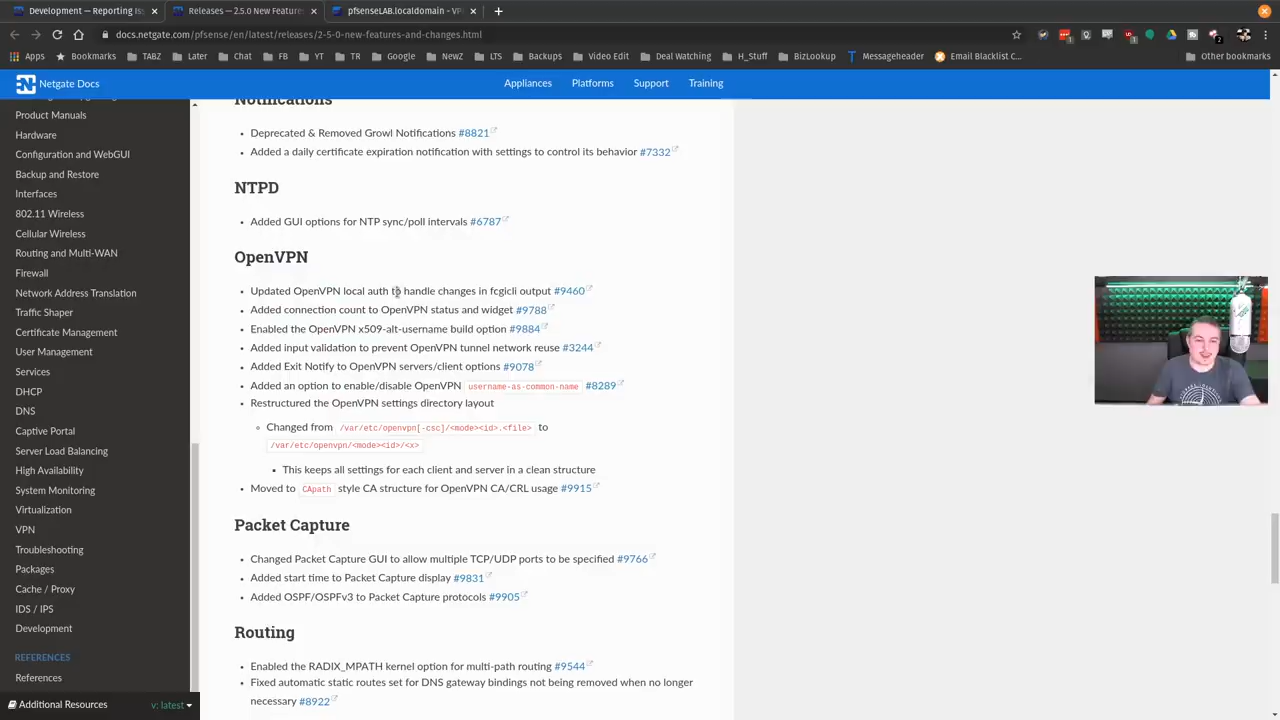 Development — Reporting Iss
Releases — 2.5.0 New Feature
pfsenseLAB.localdomain - VP
docs.netgate.com/pfsense/en/latest/releases/2-5-0-new-features-and-changes.html
Apps
Bookmarks
TABZ
Later
Chat
FB
YT
TR
Google
NewZ
LTS
Backups
Video Edit
Deal Watching
H_Stuff
BizLookup
Messageheader
Email Blacklist C...
Other bookmarks
Netgate Docs
Appliances
Platforms
Support
Training
Product Manuals
Hardware
Configuration and WebGUI
Backup and Restore
Interfaces
802.11 Wireless
Cellular Wireless
Routing and Multi-WAN
Firewall
Network Address Translation
Traffic Shaper
Certificate Management
User Management
Services
DHCP
DNS
Captive Portal
Server Load Balancing
High Availability
System Monitoring
Virtualization
VPN
Troubleshooting
Packages
Cache / Proxy
IDS / IPS
Development
REFERENCES
References
Additional Resources
v: latest
Notifications
• Deprecated & Removed Growl Notifications #8821
• Added a daily certificate expiration notification with settings to control its behavior #7332
NTPD
• Added GUI options for NTP sync/poll intervals #6787
OpenVPN
• Updated OpenVPN local auth to handle changes in fcgicli output #9460
• Added connection count to OpenVPN status and widget #9788
• Enabled the OpenVPN x509-alt-username build option #9884
• Added input validation to prevent OpenVPN tunnel network reuse #3244
• Added Exit Notify to OpenVPN servers/client options #9078
• Added an option to enable/disable OpenVPN username-as-common-name #8289
• Restructured the OpenVPN settings directory layout
◦ Changed from /var/etc/openvpn[-csc]/<mode><id>.<file> to
/var/etc/openvpn/<mode><id>/<x>
▪ This keeps all settings for each client and server in a clean structure
• Moved to CApath style CA structure for OpenVPN CA/CRL usage #9915
Packet Capture
• Changed Packet Capture GUI to allow multiple TCP/UDP ports to be specified #9766
• Added start time to Packet Capture display #9831
• Added OSPF/OSPFv3 to Packet Capture protocols #9905
Routing
• Enabled the RADIX_MPATH kernel option for multi-path routing #9544
• Fixed automatic static routes set for DNS gateway bindings not being removed when no longer
necessary #8922